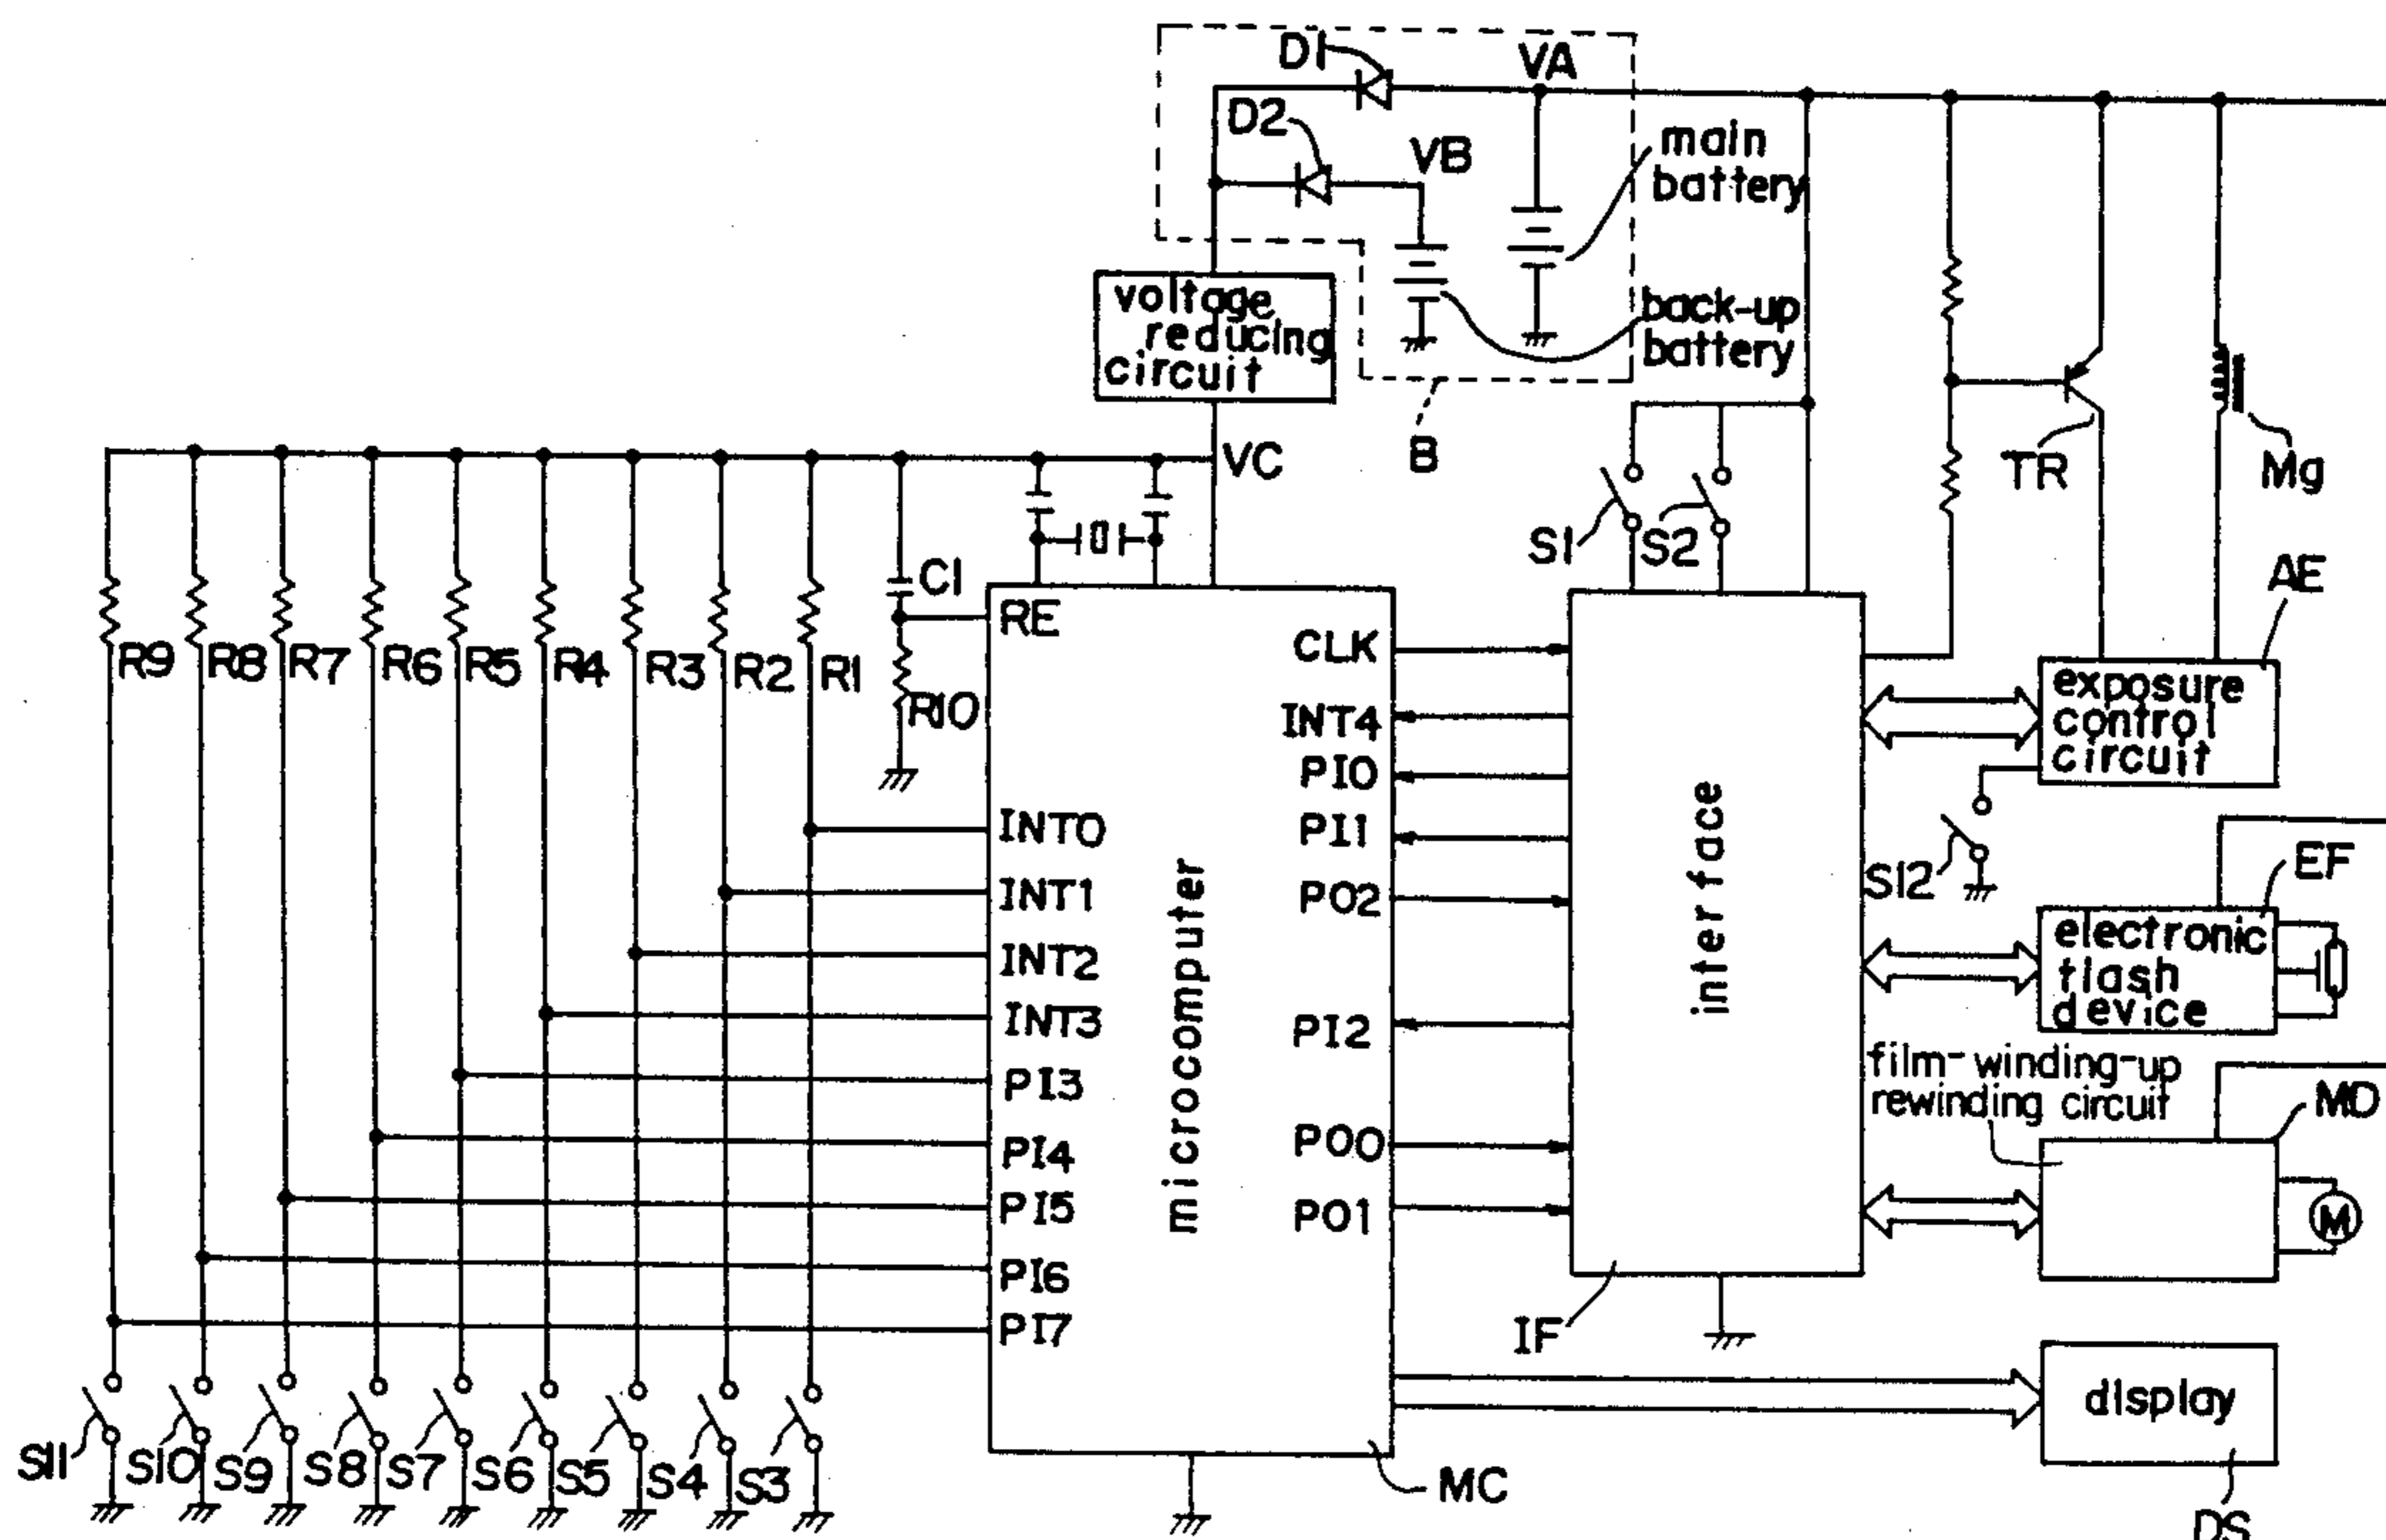 D1
VA
D2
VB
main
battery
voltage
reducing
circuit
back-up
battery
B
VC
TR
Mg
S1
S2
AE
C1
RE
R9
R8
R7
R6
R5
R4
R3
R2
R1
R10
CLK
INT4
PI0
PI1
PO2
PI2
PO0
PO1
INT0
INT1
INT2
INT3
PI3
PI4
PI5
PI6
PI7
microcomputer
interface
exposure
control
circuit
S12
EF
electronic
flash
device
film-winding-up
rewinding circuit
MD
M
IF
display
DS
S11
S10
S9
S8
S7
S6
S5
S4
S3
MC